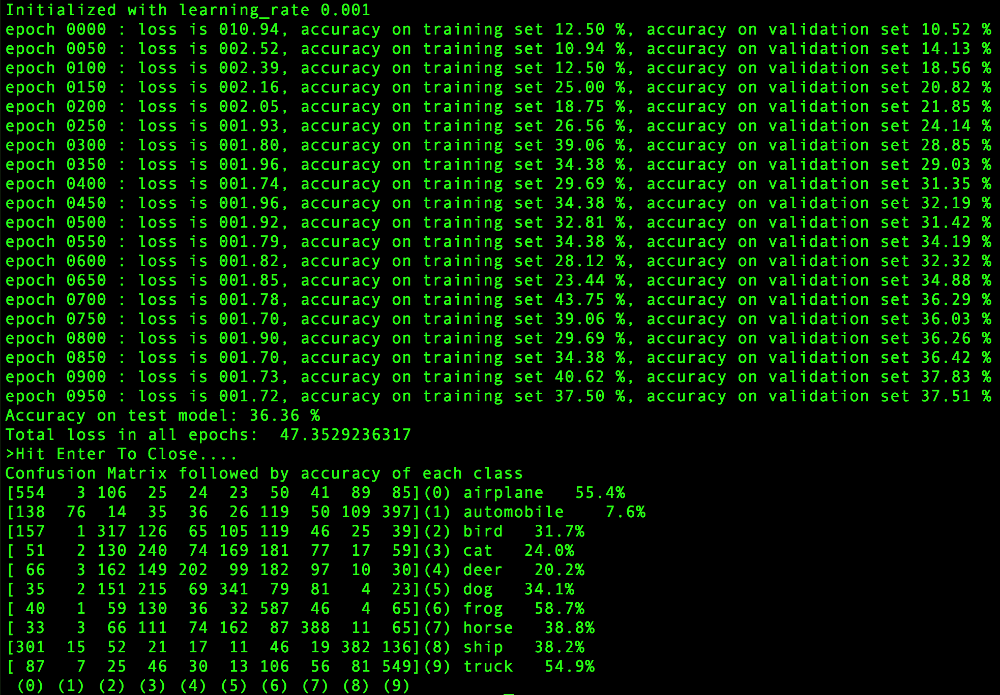 Initialized with learning_rate 0.001
epoch 0000 : loss is 010.94, accuracy on training set 12.50 %, accuracy on validation set 10.52 %
epoch 0050 : loss is 002.52, accuracy on training set 10.94 %, accuracy on validation set 14.13 %
epoch 0100 : loss is 002.39, accuracy on training set 12.50 %, accuracy on validation set 18.56 %
epoch 0150 : loss is 002.16, accuracy on training set 25.00 %, accuracy on validation set 20.82 %
epoch 0200 : loss is 002.05, accuracy on training set 18.75 %, accuracy on validation set 21.85 %
epoch 0250 : loss is 001.93, accuracy on training set 26.56 %, accuracy on validation set 24.14 %
epoch 0300 : loss is 001.80, accuracy on training set 39.06 %, accuracy on validation set 28.85 %
epoch 0350 : loss is 001.96, accuracy on training set 34.38 %, accuracy on validation set 29.03 %
epoch 0400 : loss is 001.74, accuracy on training set 29.69 %, accuracy on validation set 31.35 %
epoch 0450 : loss is 001.96, accuracy on training set 34.38 %, accuracy on validation set 32.19 %
epoch 0500 : loss is 001.92, accuracy on training set 32.81 %, accuracy on validation set 31.42 %
epoch 0550 : loss is 001.79, accuracy on training set 34.38 %, accuracy on validation set 34.19 %
epoch 0600 : loss is 001.82, accuracy on training set 28.12 %, accuracy on validation set 32.32 %
epoch 0650 : loss is 001.85, accuracy on training set 23.44 %, accuracy on validation set 34.88 %
epoch 0700 : loss is 001.78, accuracy on training set 43.75 %, accuracy on validation set 36.29 %
epoch 0750 : loss is 001.70, accuracy on training set 39.06 %, accuracy on validation set 36.03 %
epoch 0800 : loss is 001.90, accuracy on training set 29.69 %, accuracy on validation set 36.26 %
epoch 0850 : loss is 001.70, accuracy on training set 34.38 %, accuracy on validation set 36.42 %
epoch 0900 : loss is 001.73, accuracy on training set 40.62 %, accuracy on validation set 37.83 %
epoch 0950 : loss is 001.72, accuracy on training set 37.50 %, accuracy on validation set 37.51 %
Accuracy on test model: 36.36 %
Total loss in all epochs:  47.3529236317
>Hit Enter To Close....
Confusion Matrix followed by accuracy of each class
[554   3 106  25  24  23  50  41  89  85](0) airplane   55.4%
[138  76  14  35  36  26 119  50 109 397](1) automobile    7.6%
[157   1 317 126  65 105 119  46  25  39](2) bird   31.7%
[ 51   2 130 240  74 169 181  77  17  59](3) cat   24.0%
[ 66   3 162 149 202  99 182  97  10  30](4) deer   20.2%
[ 35   2 151 215  69 341  79  81   4  23](5) dog   34.1%
[ 40   1  59 130  36  32 587  46   4  65](6) frog   58.7%
[ 33   3  66 111  74 162  87 388  11  65](7) horse   38.8%
[301  15  52  21  17  11  46  19 382 136](8) ship   38.2%
[ 87   7  25  46  30  13 106  56  81 549](9) truck   54.9%
 (0) (1) (2) (3) (4) (5) (6) (7) (8) (9)